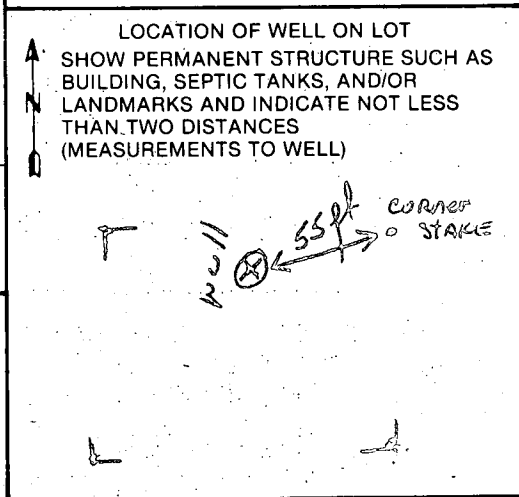 LOCATION OF WELL ON LOT
SHOW PERMANENT STRUCTURE SUCH AS
BUILDING, SEPTIC TANKS, AND/OR
LANDMARKS AND INDICATE NOT LESS
THAN TWO DISTANCES
(MEASUREMENTS TO WELL)
N
55 ft
CORNER
STAKE
well